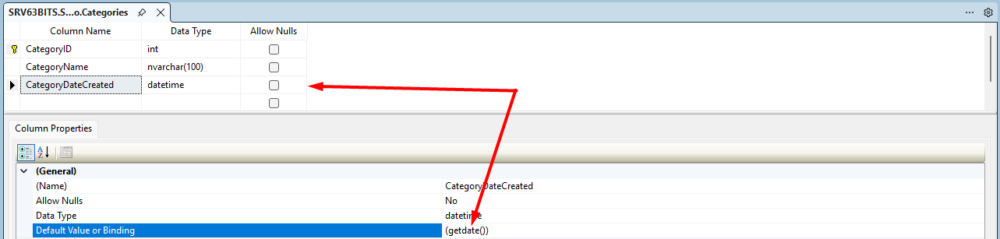 SRV63BITS.S...o.Categories
Column Name Data Type Allow Nulls
CategoryID int
CategoryName nvarchar(100)
CategoryDateCreated datetime
Column Properties
(General)
(Name) CategoryDateCreated
Allow Nulls No
Data Type datetime
Default Value or Binding (getdate())